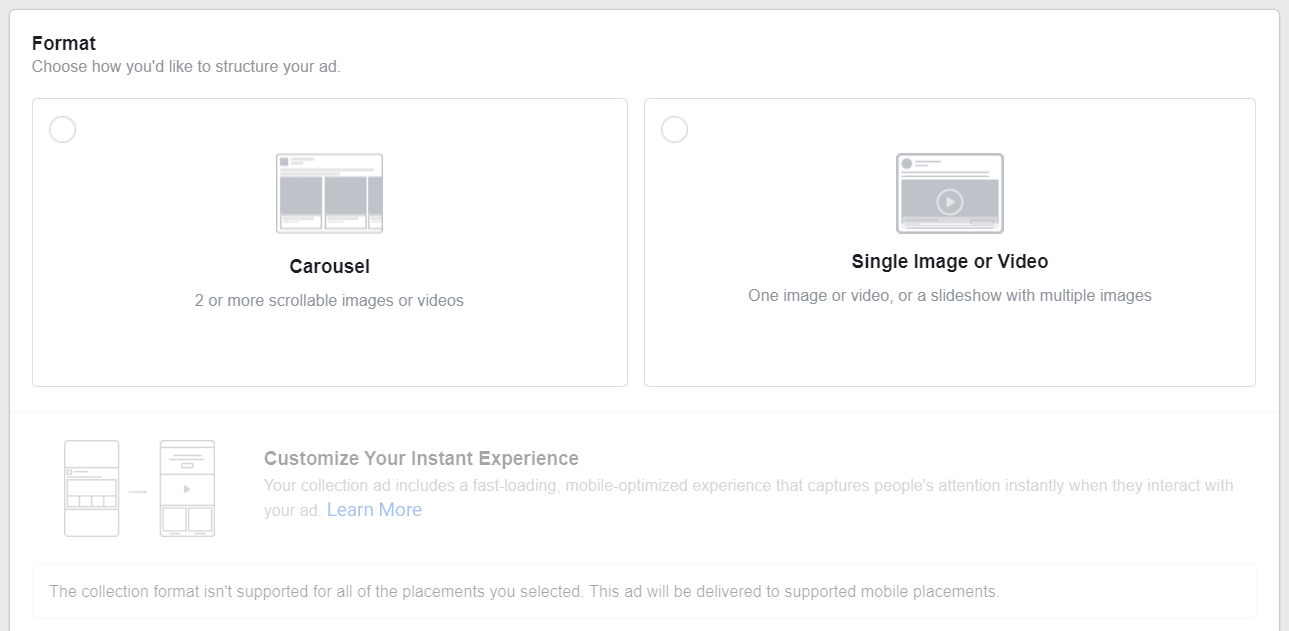 Format
Choose how you'd like to structure your ad.
Carousel
2 or more scrollable images or videos
Single Image or Video
One image or video, or a slideshow with multiple images
Customize Your Instant Experience
Your collection ad includes a fast-loading, mobile-optimized experience that captures people's attention instantly when they interact with
your ad. Learn More
The collection format isn't supported for all of the placements you selected. This ad will be delivered to supported mobile placements.